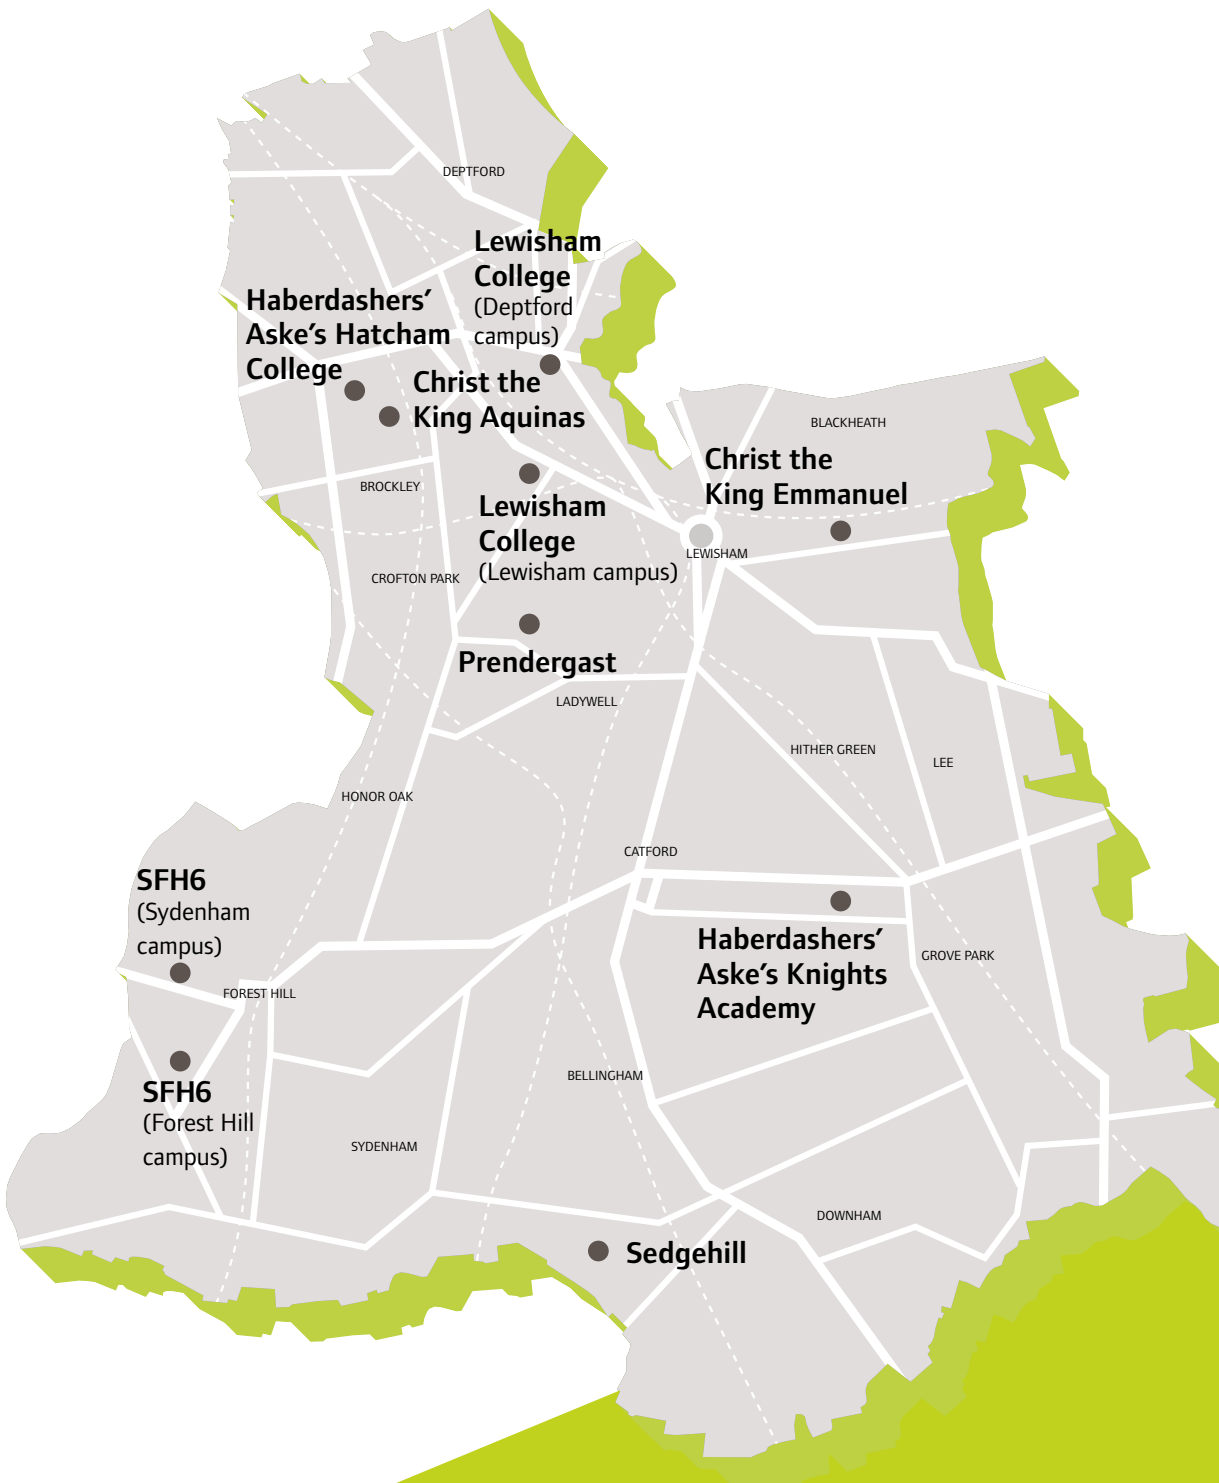 DEPTFORD
Lewisham
College
(Deptford
campus)
Haberdashers’
Aske’s Hatcham
College
Christ the
King Aquinas
BLACKHEATH
Christ the
King Emmanuel
BROCKLEY
Lewisham
College
(Lewisham campus)
LEWISHAM
CROFTON PARK
Prendergast
LADYWELL
HITHER GREEN
LEE
HONOR OAK
CATFORD
SFH6
(Sydenham
campus)
Haberdashers’
Aske’s Knights
Academy
GROVE PARK
FOREST HILL
BELLINGHAM
SFH6
(Forest Hill
campus)
SYDENHAM
DOWNHAM
Sedgehill